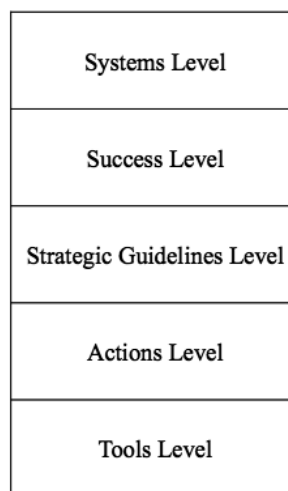 Systems Level
Success Level
Strategic Guidelines Level
Actions Level
Tools Level